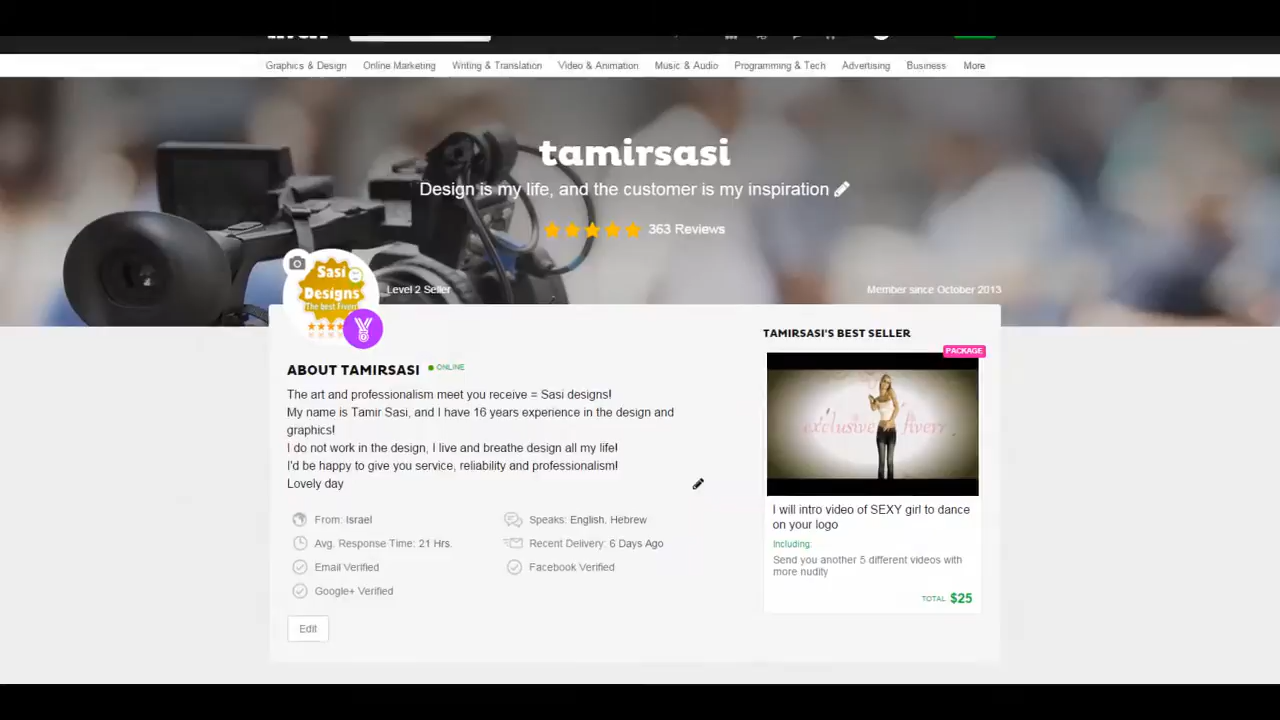 Graphics & Design Online Marketing Writing & Translation Video & Animation Music & Audio Programming & Tech Advertising Business More
tamirsasi
Design is my life, and the customer is my inspiration
363 Reviews
Sasi
Designs
Level 2 Seller
Member since October 2013
ABOUT TAMIRSASI
ONLINE
The art and professionalism meet you receive = Sasi designs!
My name is Tamir Sasi, and I have 16 years experience in the design and
graphics!
I do not work in the design, I live and breathe design all my life!
I'd be happy to give you service, reliability and professionalism!
Lovely day
From: Israel
Speaks: English, Hebrew
Avg. Response Time: 21 Hrs.
Recent Delivery: 6 Days Ago
Email Verified
Facebook Verified
Google+ Verified
Edit
TAMIRSASI'S BEST SELLER
PACKAGE
exclusive fiverr
I will intro video of SEXY girl to dance
on your logo
Including:
Send you another 5 different videos with
more nudity
TOTAL $25